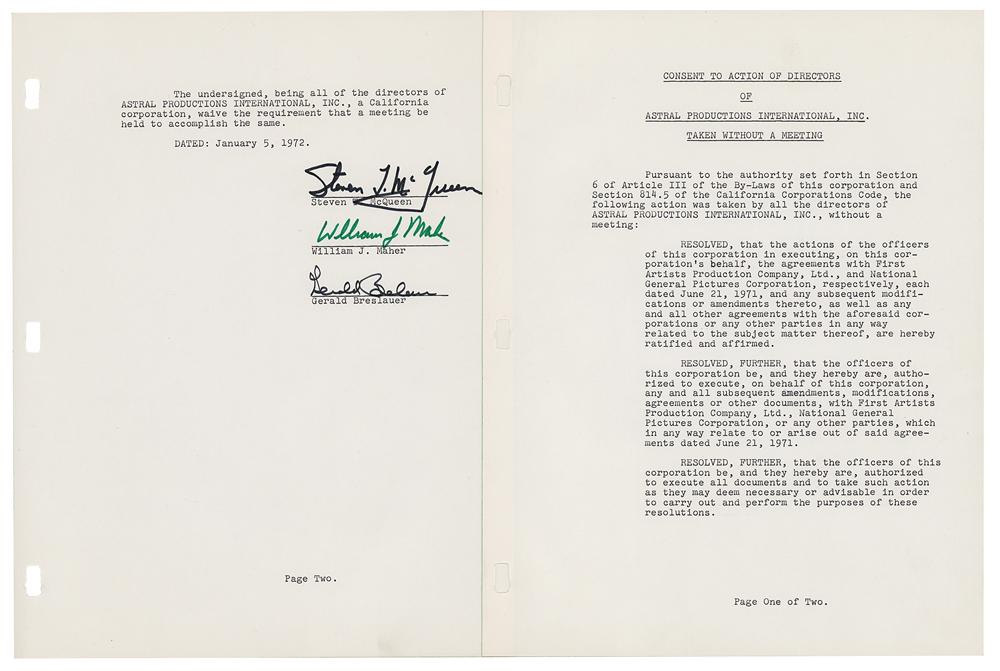 The undersigned, being all of the directors of
ASTRAL PRODUCTIONS INTERNATIONAL, INC., a California
corporation, waive the requirement that a meeting be
held to accomplish the same.
DATED: January 5, 1972.
Steven T. McQueen
Steven McQueen
William J Maher
William J. Maher
Gerald Breslauer
Gerald Breslauer
Page Two.
CONSENT TO ACTION OF DIRECTORS
OF
ASTRAL PRODUCTIONS INTERNATIONAL, INC.
TAKEN WITHOUT A MEETING
Pursuant to the authority set forth in Section
6 of Article III of the By-Laws of this corporation and
Section 814.5 of the California Corporations Code, the
following action was taken by all the directors of
ASTRAL PRODUCTIONS INTERNATIONAL, INC., without a
meeting:
RESOLVED, that the actions of the officers
of this corporation in executing, on this cor-
poration's behalf, the agreements with First
Artists Production Company, Ltd., and National
General Pictures Corporation, respectively, each
dated June 21, 1971, and any subsequent modifi-
cations or amendments thereto, as well as any
and all other agreements with the aforesaid cor-
porations or any other parties in any way
related to the subject matter thereof, are hereby
ratified and affirmed.
RESOLVED, FURTHER, that the officers of
this corporation be, and they hereby are, autho-
rized to execute, on behalf of this corporation,
any and all subsequent amendments, modifications,
agreements or other documents, with First Artists
Production Company, Ltd., National General
Pictures Corporation, or any other parties, which
in any way relate to or arise out of said agree-
ments dated June 21, 1971.
RESOLVED, FURTHER, that the officers of this
corporation be, and they hereby are, authorized
to execute all documents and to take such action
as they may deem necessary or advisable in order
to carry out and perform the purposes of these
resolutions.
Page One of Two.